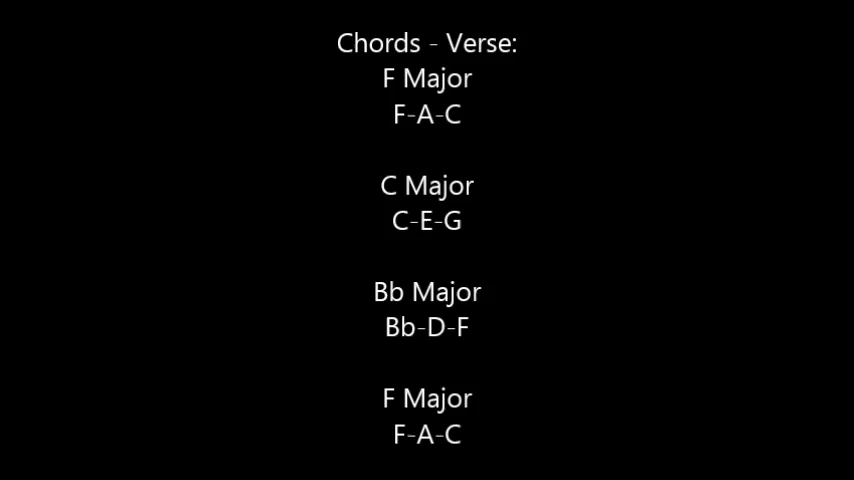 Chords - Verse:
F Major
F-A-C
C Major
C-E-G
Bb Major
Bb-D-F
F Major
F-A-C